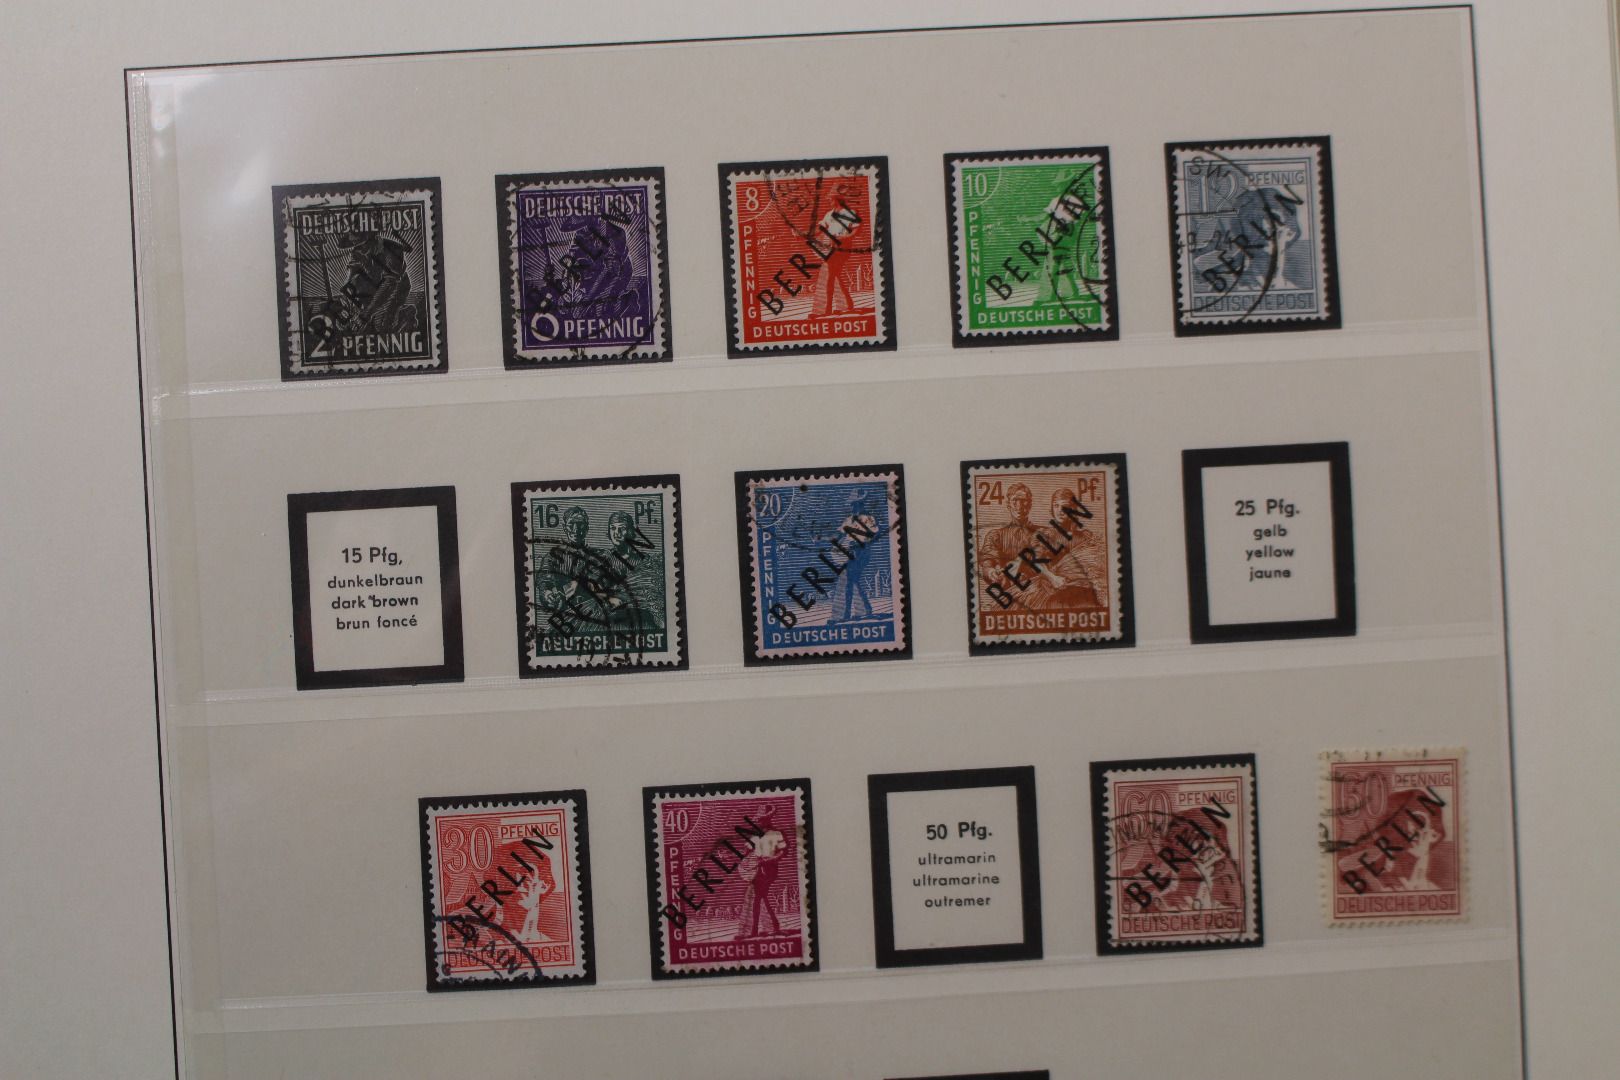 DEUTSCHE POST
BERLIN
2 PFENNIG
DEUTSCHE POST
BERLIN
6 PFENNIG
8
PFENNIG
BERLIN
DEUTSCHE POST
10
PFENNIG
BERLIN
DEUTSCHE POST
SW
12 PFENNIG
BERLIN
DEUTSCHE POST
15 Pfg,
dunkelbraun
dark brown
brun foncé
16 Pf.
BERLIN
DEUTSCHE POST
20
PFENNIG
BERLIN
DEUTSCHE POST
24 Pf.
BERLIN
DEUTSCHE POST
25 Pfg.
gelb
yellow
jaune
30 PFENNIG
BERLIN
DEUTSCHE POST
40
PFENNIG
BERLIN
DEUTSCHE POST
50 Pfg.
ultramarin
ultramarine
outremer
60 PFENNIG
BERLIN
DEUTSCHE POST
PFENNIG
BERLIN
DEUTSCHE POST